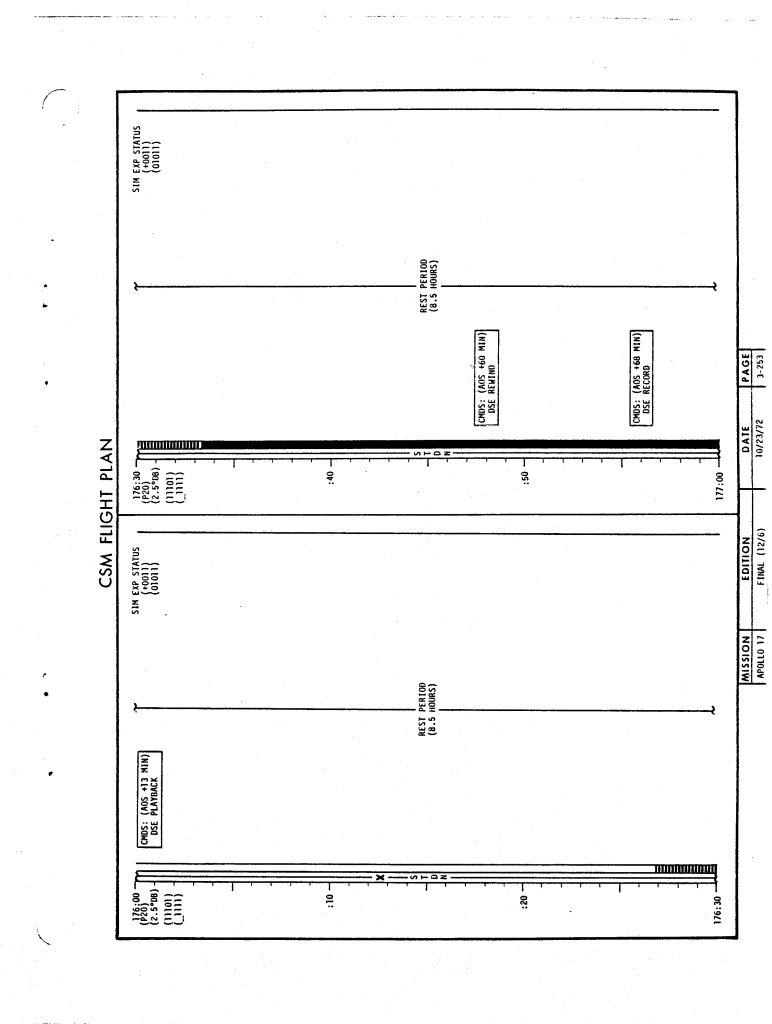 CSM FLIGHT PLAN
176:00
(P20)
(2.5°DB)
(11101)
(_1111)
:10
:20
176:30
X
STDN
CMDS: (AOS +13 MIN)
DSE PLAYBACK
REST PERIOD
(8.5 HOURS)
SIM EXP STATUS
(+0011)
(01011)
176:30
(P20)
(2.5°DB)
(11101)
(_1111)
:40
:50
177:00
STDN
CMDS: (AOS +60 MIN)
DSE REWIND
CMDS: (AOS +68 MIN)
DSE RECORD
REST PERIOD
(8.5 HOURS)
SIM EXP STATUS
(+0011)
(01011)
MISSION EDITION DATE PAGE
APOLLO 17 FINAL (12/6) 10/23/72 3-253